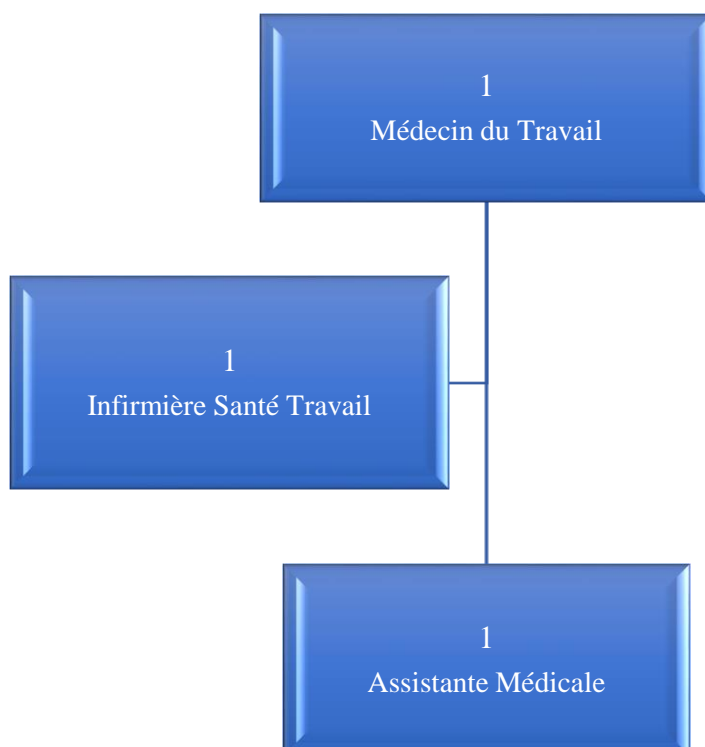 1
Médecin du Travail
1
Infirmière Santé Travail
1
Assistante Médicale